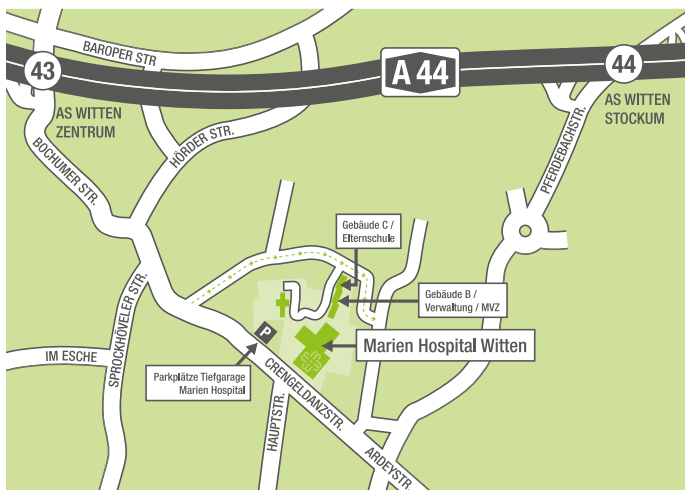 BAROPER STR
43
A 44
44
AS WITTEN
ZENTRUM
AS WITTEN
STOCKUM
HÖRDER STR.
BOCHUMER STR.
PFERDEBACHSTR.
Gebäude C /
Elternschule
Gebäude B /
Verwaltung / MVZ
SPROCKHÖVELER STR.
P
Marien Hospital Witten
IM ESCHE
Parkplätze Tiefgarage
Marien Hospital
CRENGELDANZSTR.
HAUPTSTR.
ARDEYSTR.